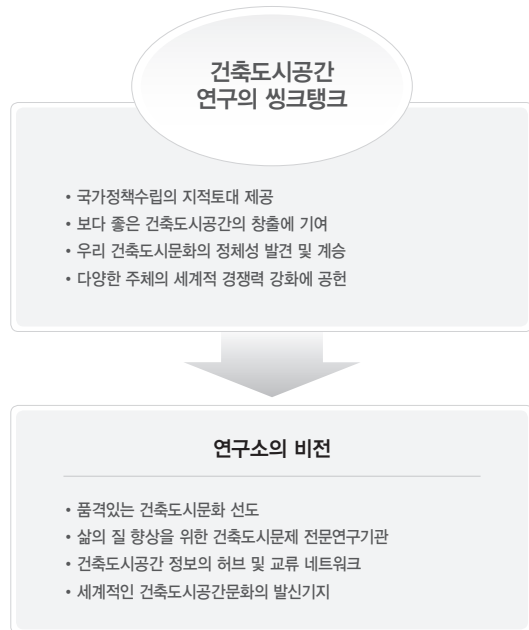 건축도시공간
연구의 씽크탱크
• 국가정책수립의 지적토대 제공
• 보다 좋은 건축도시공간의 창출에 기여
• 우리 건축도시문화의 정체성 발견 및 계승
• 다양한 주체의 세계적 경쟁력 강화에 공헌
연구소의 비전
• 품격있는 건축도시문화 선도
• 삶의 질 향상을 위한 건축도시문제 전문연구기관
• 건축도시공간 정보의 허브 및 교류 네트워크
• 세계적인 건축도시공간문화의 발신기지